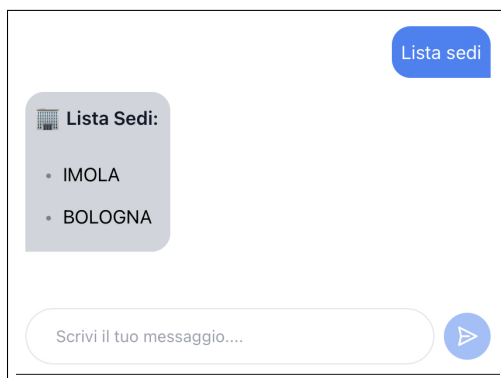 Lista sedi
🏢 Lista Sedi:
• IMOLA
• BOLOGNA
Scrivi il tuo messaggio....